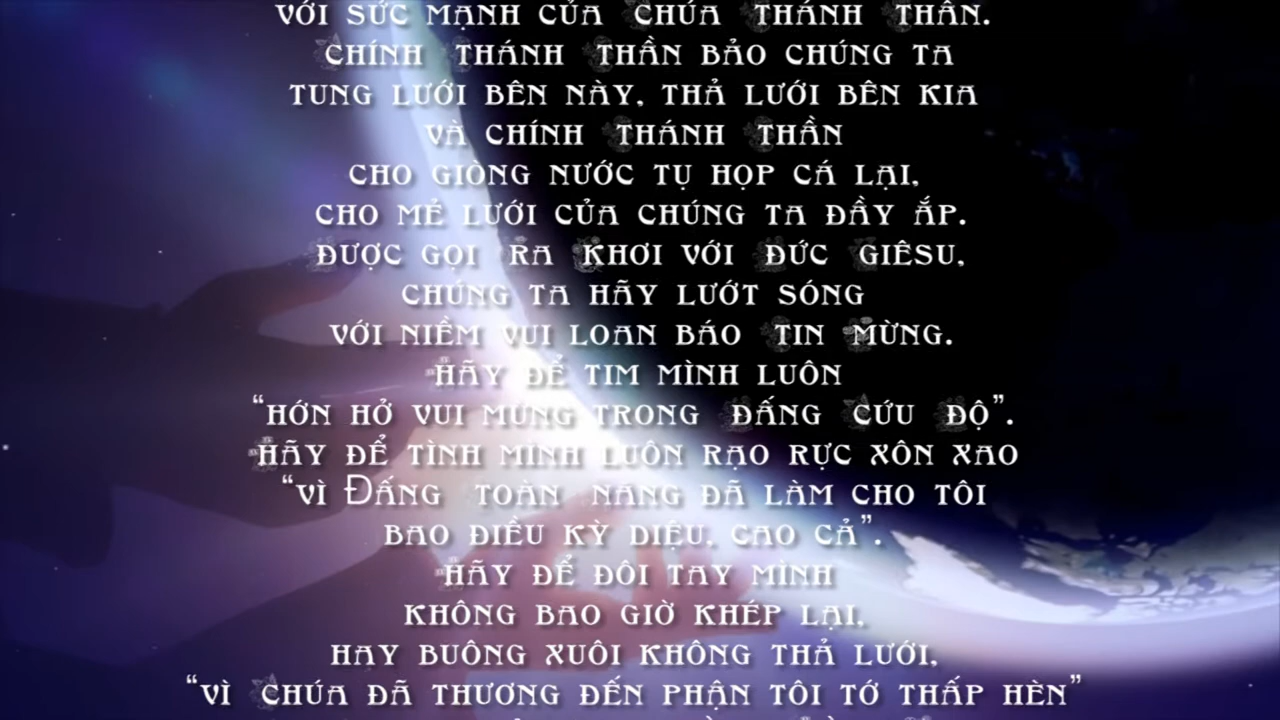 VỚI SỨC MẠNH CỦA CHÚA THÁNH THẦN.
CHÍNH THÁNH THẦN BẢO CHÚNG TA
TUNG LƯỚI BÊN NÀY, THẢ LƯỚI BÊN KIA
VÀ CHÍNH THÁNH THẦN
CHO GIÒNG NƯỚC TỤ HỌP CÁ LẠI,
CHO MẺ LƯỚI CỦA CHÚNG TA ĐẦY ẮP.
ĐƯỢC GỌI RA KHƠI VỚI ĐỨC GIÊSU,
CHÚNG TA HÃY LƯỚT SÓNG
VỚI NIỀM VUI LOAN BÁO TIN MỪNG.
HÃY ĐỂ TIM MÌNH LUÔN
“HỚN HỞ VUI MỪNG TRONG ĐẤNG CỨU ĐỘ”.
HÃY ĐỂ TÌNH MÌNH LUÔN RẠO RỰC XÔN XAO
“VÌ ĐẤNG TOÀN NĂNG ĐÃ LÀM CHO TÔI
BAO ĐIỀU KỲ DIỆU, CAO CẢ”.
HÃY ĐỂ ĐÔI TAY MÌNH
KHÔNG BAO GIỜ KHÉP LẠI,
HAY BUÔNG XUÔI KHÔNG THẢ LƯỚI,
“VÌ CHÚA ĐÃ THƯƠNG ĐẾN PHẬN TÔI TỚ THẤP HÈN”